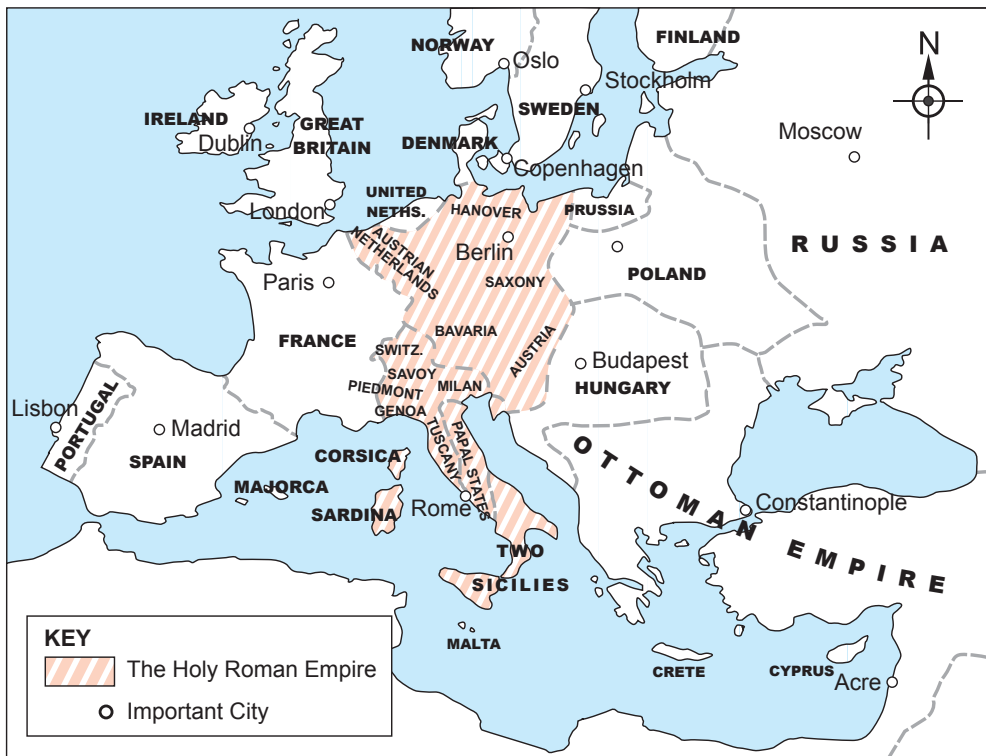 NORWAY
Oslo
FINLAND
N
Stockholm
SWEDEN
IRELAND
Dublin
GREAT
BRITAIN
DENMARK
Copenhagen
Moscow
London
UNITED
NETHS.
HANOVER
PRUSSIA
Berlin
AUSTRIAN
NETHERLANDS
RUSSIA
POLAND
Paris
SAXONY
FRANCE
BAVARIA
AUSTRIA
SWITZ.
Budapest
HUNGARY
SAVOY
PIEDMONT
MILAN
GENOA
Lisbon
PORTUGAL
Madrid
SPAIN
TUSCANY
PAPAL STATES
CORSICA
MAJORCA
SARDINA
Rome
OTTOMAN EMPIRE
Constantinople
TWO
SICILIES
MALTA
CRETE
CYPRUS
Acre
KEY
The Holy Roman Empire
Important City